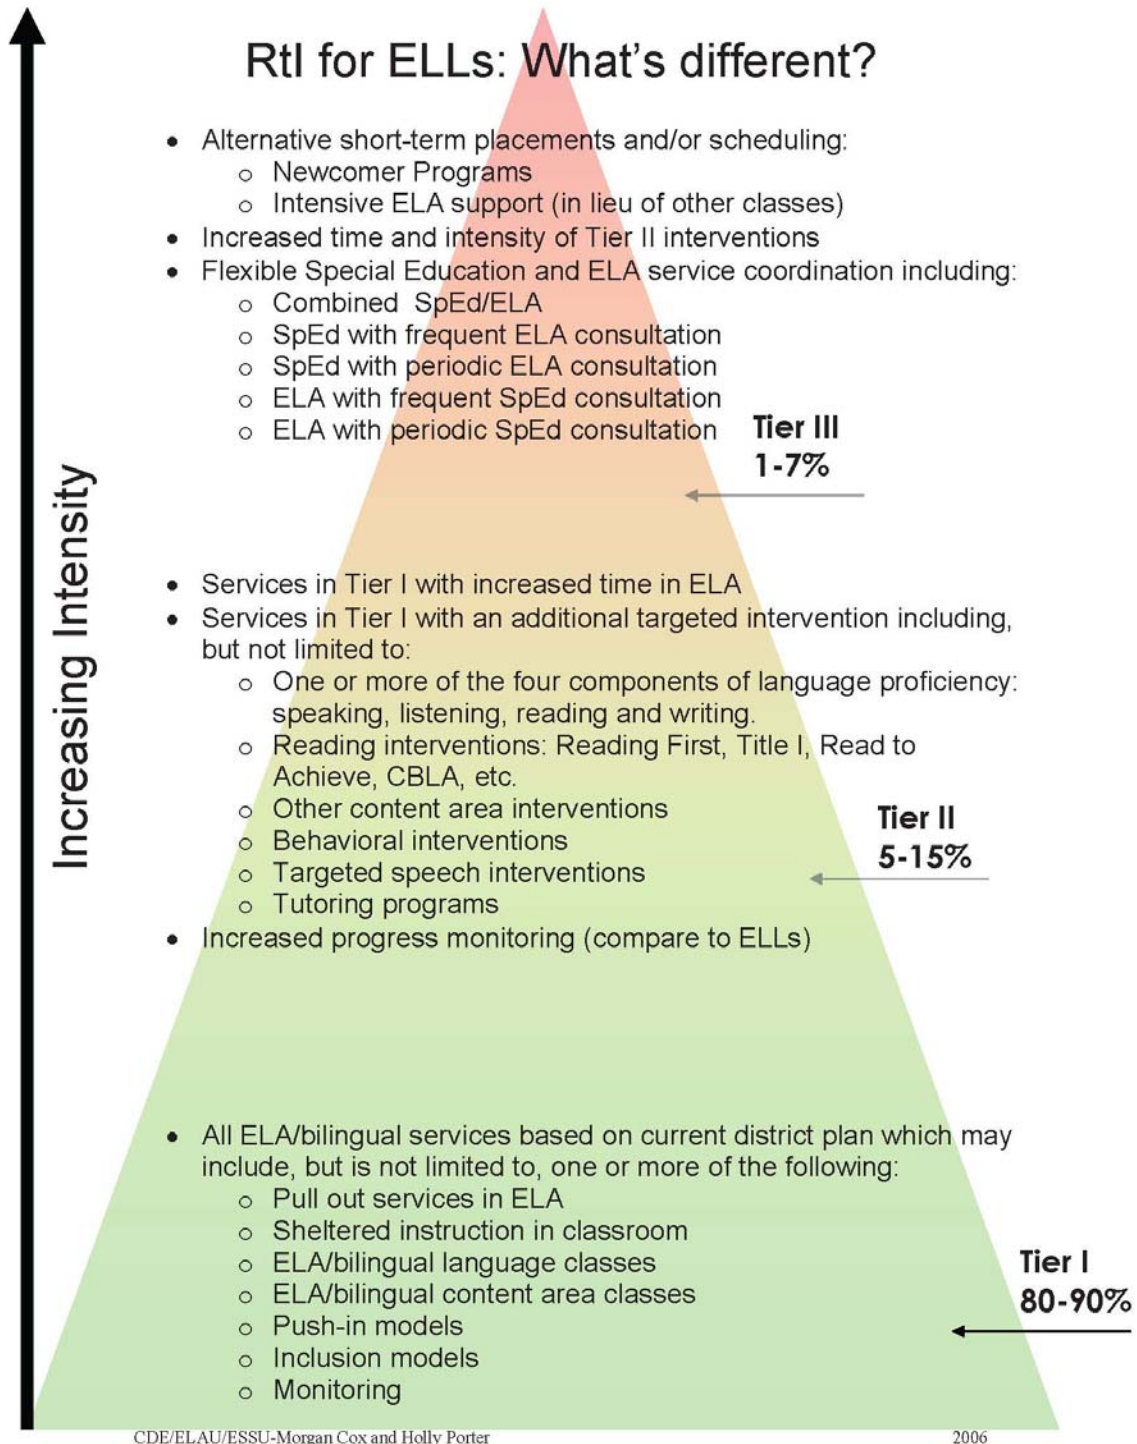 RtI for ELLs: What's different?
• Alternative short-term placements and/or scheduling:
o Newcomer Programs
o Intensive ELA support (in lieu of other classes)
• Increased time and intensity of Tier II interventions
• Flexible Special Education and ELA service coordination including:
o Combined  SpEd/ELA
o SpEd with frequent ELA consultation
o SpEd with periodic ELA consultation
o ELA with frequent SpEd consultation
o ELA with periodic SpEd consultation
Tier III
1-7%
Increasing Intensity
• Services in Tier I with increased time in ELA
• Services in Tier I with an additional targeted intervention including,
but not limited to:
o One or more of the four components of language proficiency:
speaking, listening, reading and writing.
o Reading interventions: Reading First, Title I, Read to
Achieve, CBLA, etc.
o Other content area interventions
o Behavioral interventions
o Targeted speech interventions
o Tutoring programs
• Increased progress monitoring (compare to ELLs)
Tier II
5-15%
• All ELA/bilingual services based on current district plan which may
include, but is not limited to, one or more of the following:
o Pull out services in ELA
o Sheltered instruction in classroom
o ELA/bilingual language classes
o ELA/bilingual content area classes
o Push-in models
o Inclusion models
o Monitoring
Tier I
80-90%
CDE/ELAU/ESSU-Morgan Cox and Holly Porter
2006